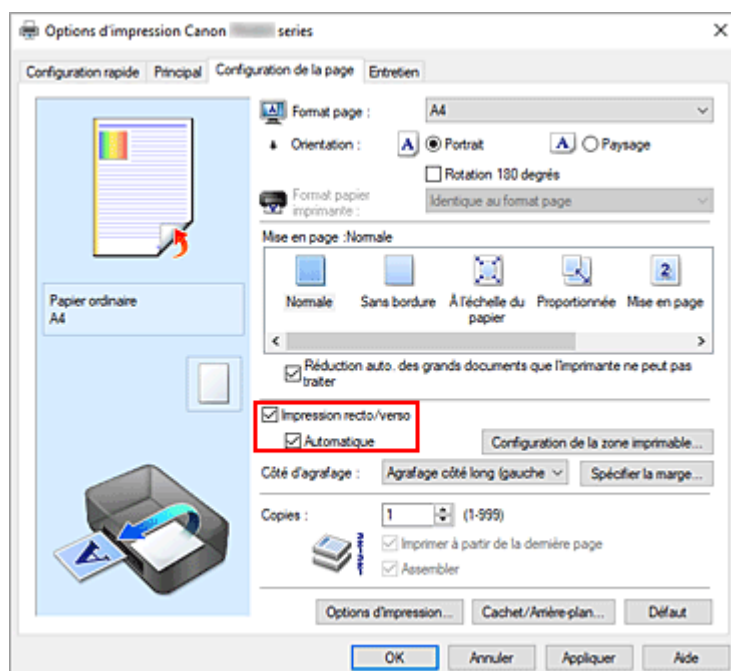 Options d'impression Canon series
Configuration rapide Principal Configuration de la page Entretien
Format page : A4
Orientation : A Portrait A Paysage
Rotation 180 degrés
Format papier imprimante : Identique au format page
Mise en page :Normale
2
Normale Sans bordure À l'échelle du papier Proportionnée Mise en page
Réduction auto. des grands documents que l'imprimante ne peut pas
traiter
Papier ordinaire
A4
Impression recto/verso
Automatique Configuration de la zone imprimable...
Côté d'agrafage : Agrafage côté long (gauche Spécifier la marge...
Copies : 1 (1-999)
Imprimer à partir de la dernière page
Assembler
A
Options d'impression... Cachet/Arrière-plan... Défaut
OK Annuler Appliquer Aide